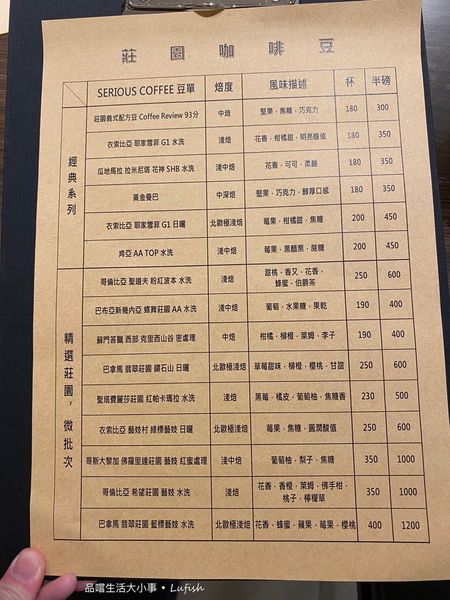 莊園咖啡豆
SERIOUS COFFEE 豆單 焙度 風味描述 杯 半磅
經典系列
莊園義式配方豆 Coffee Review 93分 中焙 堅果，焦糖，巧克力 180 300
衣索比亞 耶家雪菲 G1 水洗 淺焙 花香，柑橘甜，明亮酸值 180 350
瓜地馬拉 拉米尼塔 花神 SHB 水洗 淺中焙 花香，可可，柔酸 180 350
黃金曼巴 中深焙 堅果，巧克力，醇厚口感 180 350
衣索比亞 耶家雪菲 G1 日曬 北歐極淺焙 莓果，柑橘甜，焦糖 200 450
肯亞 AA TOP 水洗 淺中焙 莓果，黑醋栗，蔗糖 200 450
精選莊園，微批次
哥倫比亞 聖道夫 粉紅波本 水洗 淺焙 甜桃，香又，花香， 250 600
蜂蜜，伯爵茶
巴布亞新幾內亞 蝶舞莊園 AA 水洗 淺中焙 葡萄，水果糖，果乾 190 400
蘇門答臘 西部 克里西山谷 密處理 中焙 柑橘，柳橙，萊姆，李子 190 400
巴拿馬 翡翠莊園 鑽石山 日曬 北歐極淺焙 草莓甜味，柳橙，櫻桃，甘甜 250 600
聖塔費麗莎莊園 紅帕卡瑪拉 水洗 淺焙 黑莓，橘皮，葡萄柚，焦糖香 230 500
衣索比亞 藝妓村 綠標藝妓 日曬 北歐極淺焙 莓果，焦糖，圓潤酸值 250 600
哥斯大黎加 佛羅里達莊園 藝妓 紅蜜處理 淺中焙 葡萄柚，梨子，焦糖 350 1000
哥倫比亞 希望莊園 藝妓 水洗 淺焙 花香，香橙，萊姆，佛手柑， 350 1000
桃子，檸檬草
巴拿馬 翡翠莊園 藍標藝妓 水洗 北歐極淺焙 花香，蜂蜜，蘋果，莓果，櫻桃 400 1200
品嚐生活大小事 • Lufish